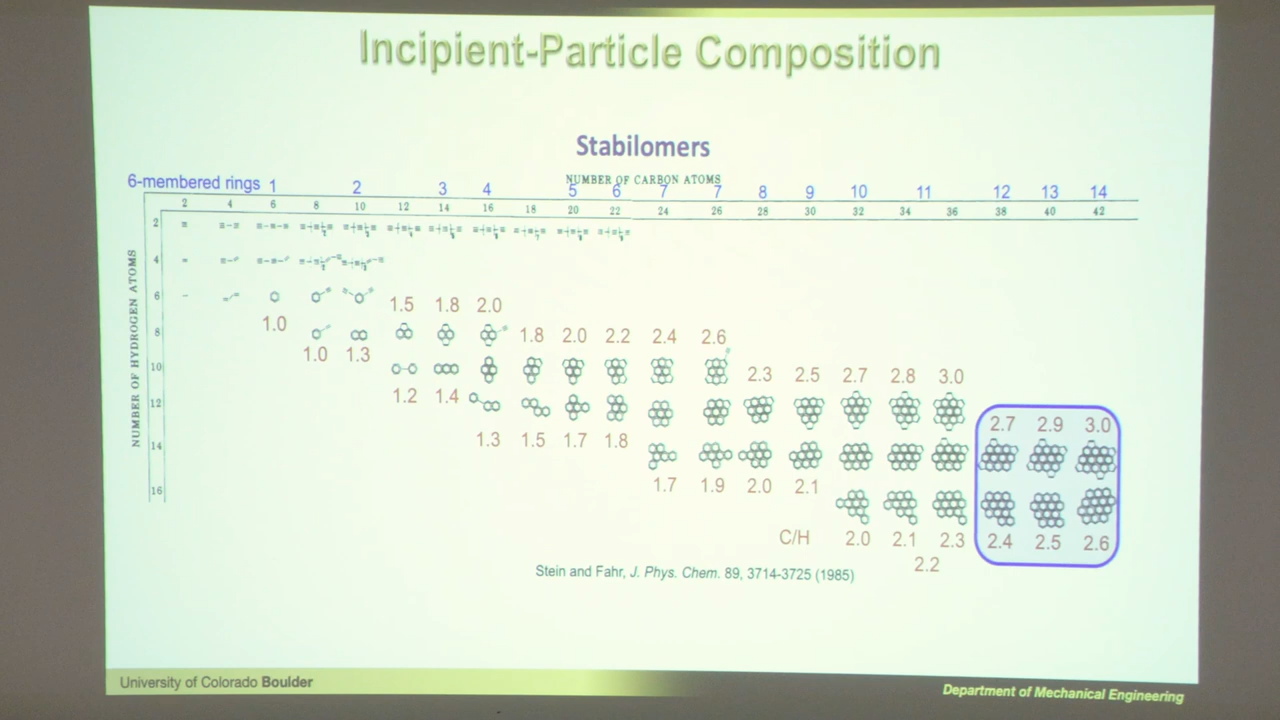 Incipient-Particle Composition
Stabilomers
NUMBER OF CARBON ATOMS
6-membered rings 1 2 3 4 5 6 7 7 8 9 10 11 12 13 14
2 4 6 8 10 12 14 16 18 20 22 24 26 28 30 32 34 36 38 40 42
NUMBER OF HYDROGEN ATOMS
2
4
6
8
10
12
14
16
1.5 1.8 2.0
1.0
1.8 2.0 2.2 2.4 2.6
1.0 1.3
2.3 2.5 2.7 2.8 3.0
1.2 1.4
2.7 2.9 3.0
1.3 1.5 1.7 1.8
1.7 1.9 2.0 2.1
C/H 2.0 2.1 2.3 2.4 2.5 2.6
2.2
Stein and Fahr, J. Phys. Chem. 89, 3714-3725 (1985)
University of Colorado Boulder
Department of Mechanical Engineering